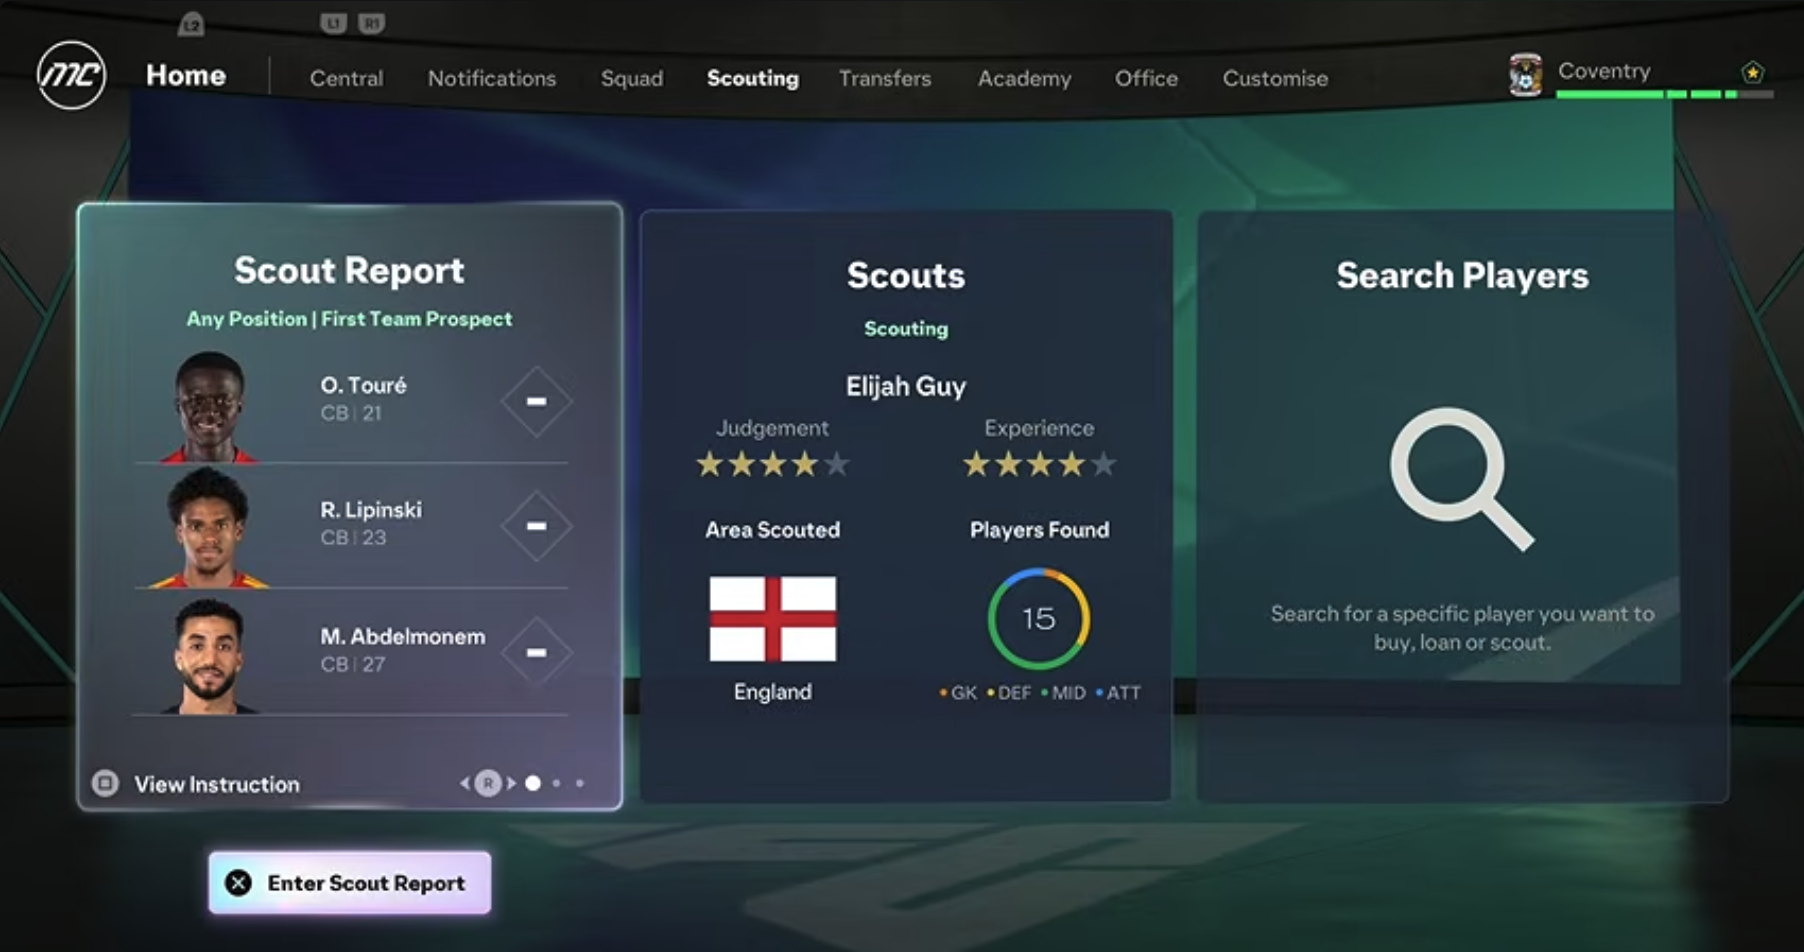 L2
L1 R1
MC
Home
Central
Notifications
Squad
Scouting
Transfers
Academy
Office
Customise
Coventry
Scout Report
Any Position | First Team Prospect
O. Touré
CB | 21
R. Lipinski
CB | 23
M. Abdelmonem
CB | 27
View Instruction
R
Enter Scout Report
Scouts
Scouting
Elijah Guy
Judgement
Experience
Area Scouted
Players Found
15
England
GK DEF MID ATT
Search Players
Search for a specific player you want to
buy, loan or scout.